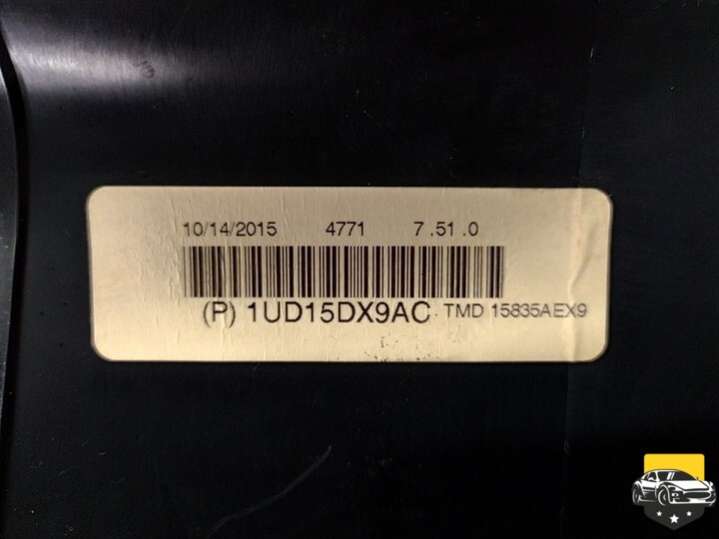 10/14/2015 4771 7 .51 .0
(P) 1UD15DX9AC TMD 15835AEX9